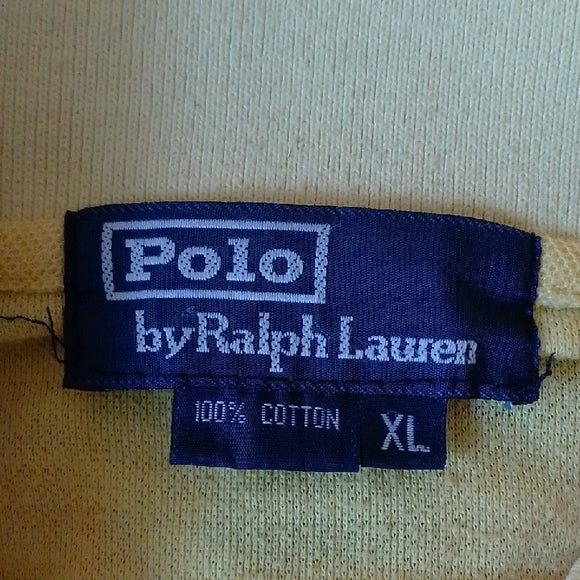 Polo
by Ralph Lauren
100% COTTON
XL